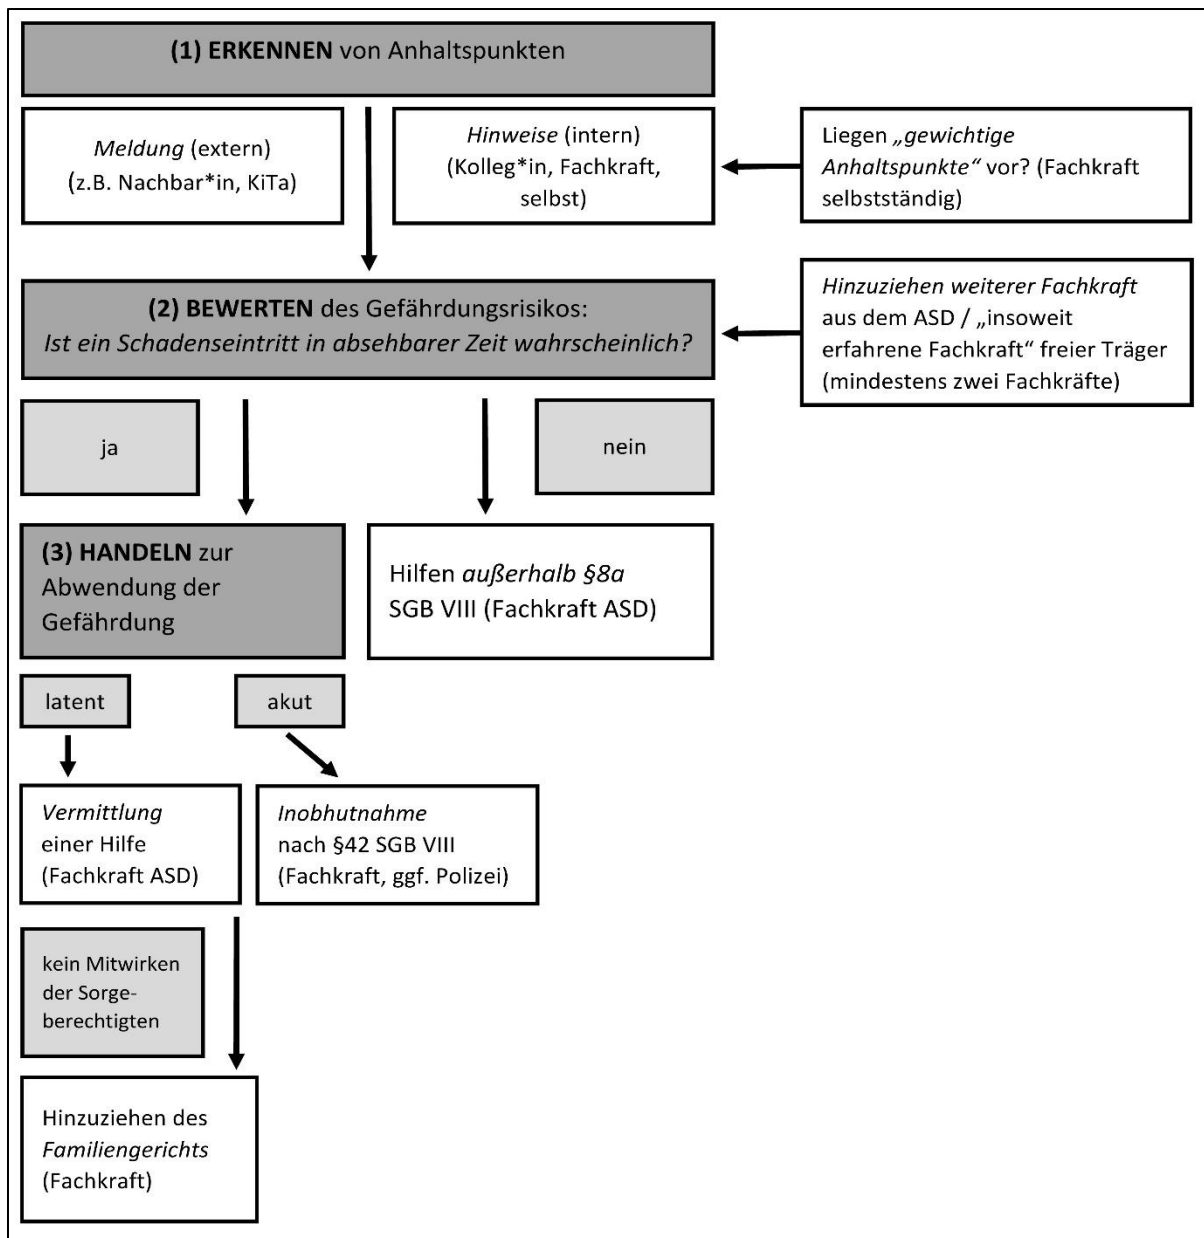 (1) ERKENNEN von Anhaltspunkten
Meldung (extern)
(z.B. Nachbar*in, KiTa)
Hinweise (intern)
(Kolleg*in, Fachkraft,
selbst)
Liegen „gewichtige
Anhaltspunkte“ vor? (Fachkraft
selbstständig)
(2) BEWERTEN des Gefährdungsrisikos:
Ist ein Schadenseintritt in absehbarer Zeit wahrscheinlich?
Hinzuziehen weiterer Fachkraft
aus dem ASD / „insoweit
erfahrene Fachkraft“ freier Träger
(mindestens zwei Fachkräfte)
ja
nein
(3) HANDELN zur
Abwendung der
Gefährdung
Hilfen außerhalb §8a
SGB VIII (Fachkraft ASD)
latent
akut
Vermittlung
einer Hilfe
(Fachkraft ASD)
Inobhutnahme
nach §42 SGB VIII
(Fachkraft, ggf. Polizei)
kein Mitwirken
der Sorge-
berechtigten
Hinzuziehen des
Familiengerichts
(Fachkraft)